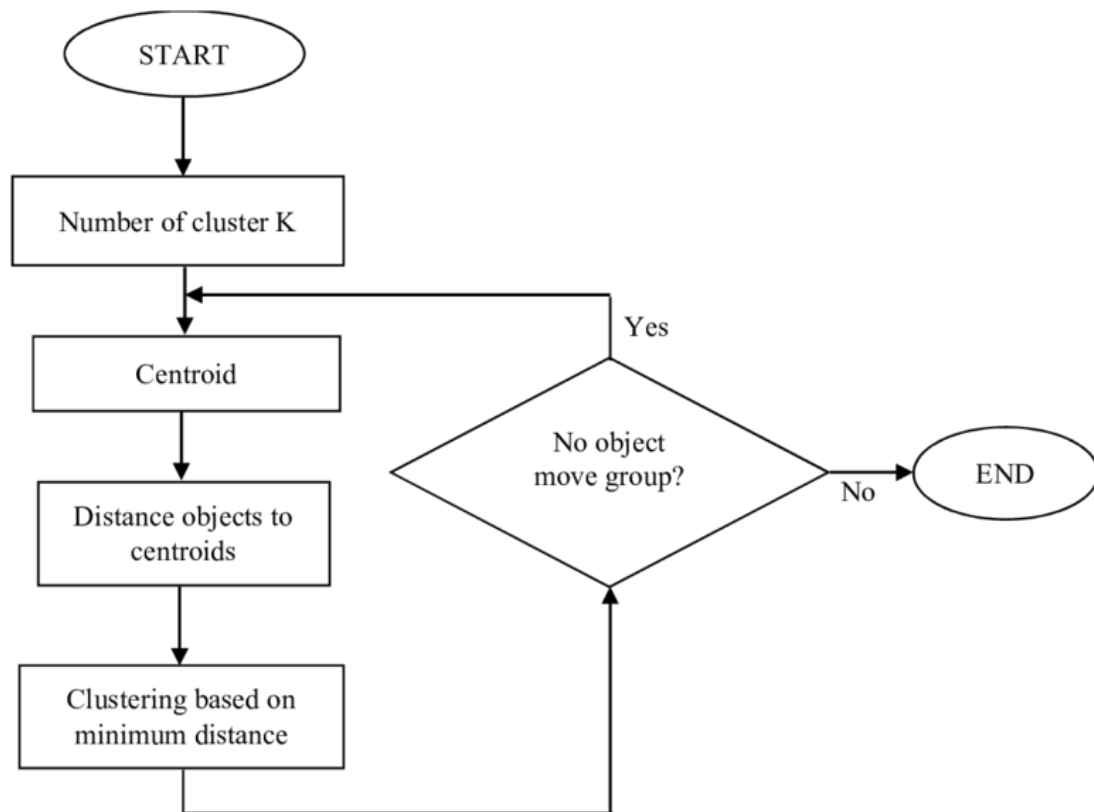 START
Number of cluster K
Centroid
Distance objects to
centroids
Clustering based on
minimum distance
No object
move group?
Yes
No
END